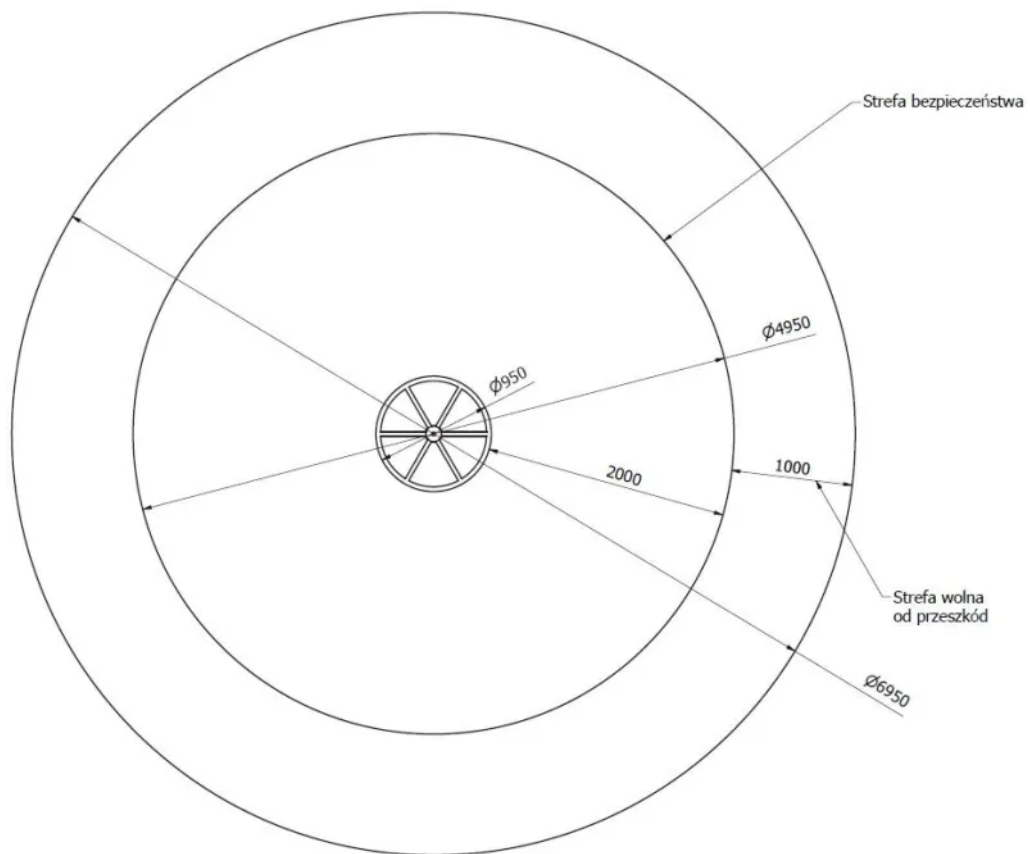 Strefa bezpieczeństwa
Ø4950
Ø950
2000
1000
Strefa wolna
od przeszkód
Ø6950